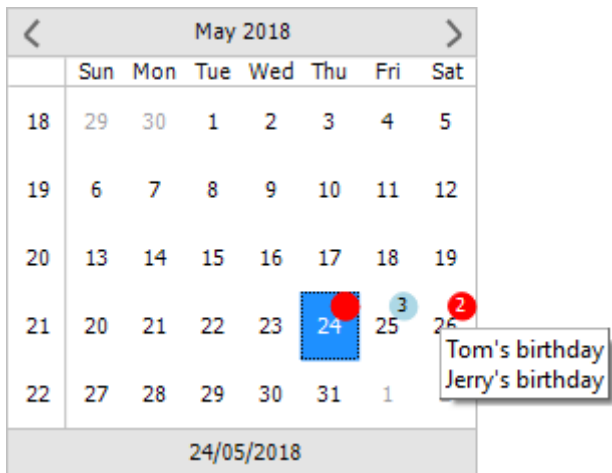 May 2018
Sun Mon Tue Wed Thu Fri Sat
18 29 30 1 2 3 4 5
19 6 7 8 9 10 11 12
20 13 14 15 16 17 18 19
3 2
21 20 21 22 23 24 25 26
Tom's birthday
Jerry's birthday
22 27 28 29 30 31 1
24/05/2018